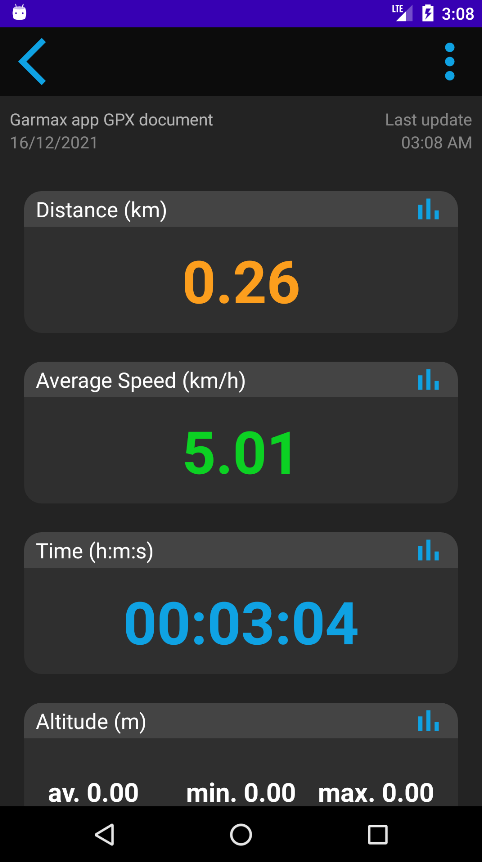 LTE 3:08
Garmax app GPX document Last update
16/12/2021 03:08 AM
Distance (km)
0.26
Average Speed (km/h)
5.01
Time (h:m:s)
00:03:04
Altitude (m)
av. 0.00 min. 0.00 max. 0.00